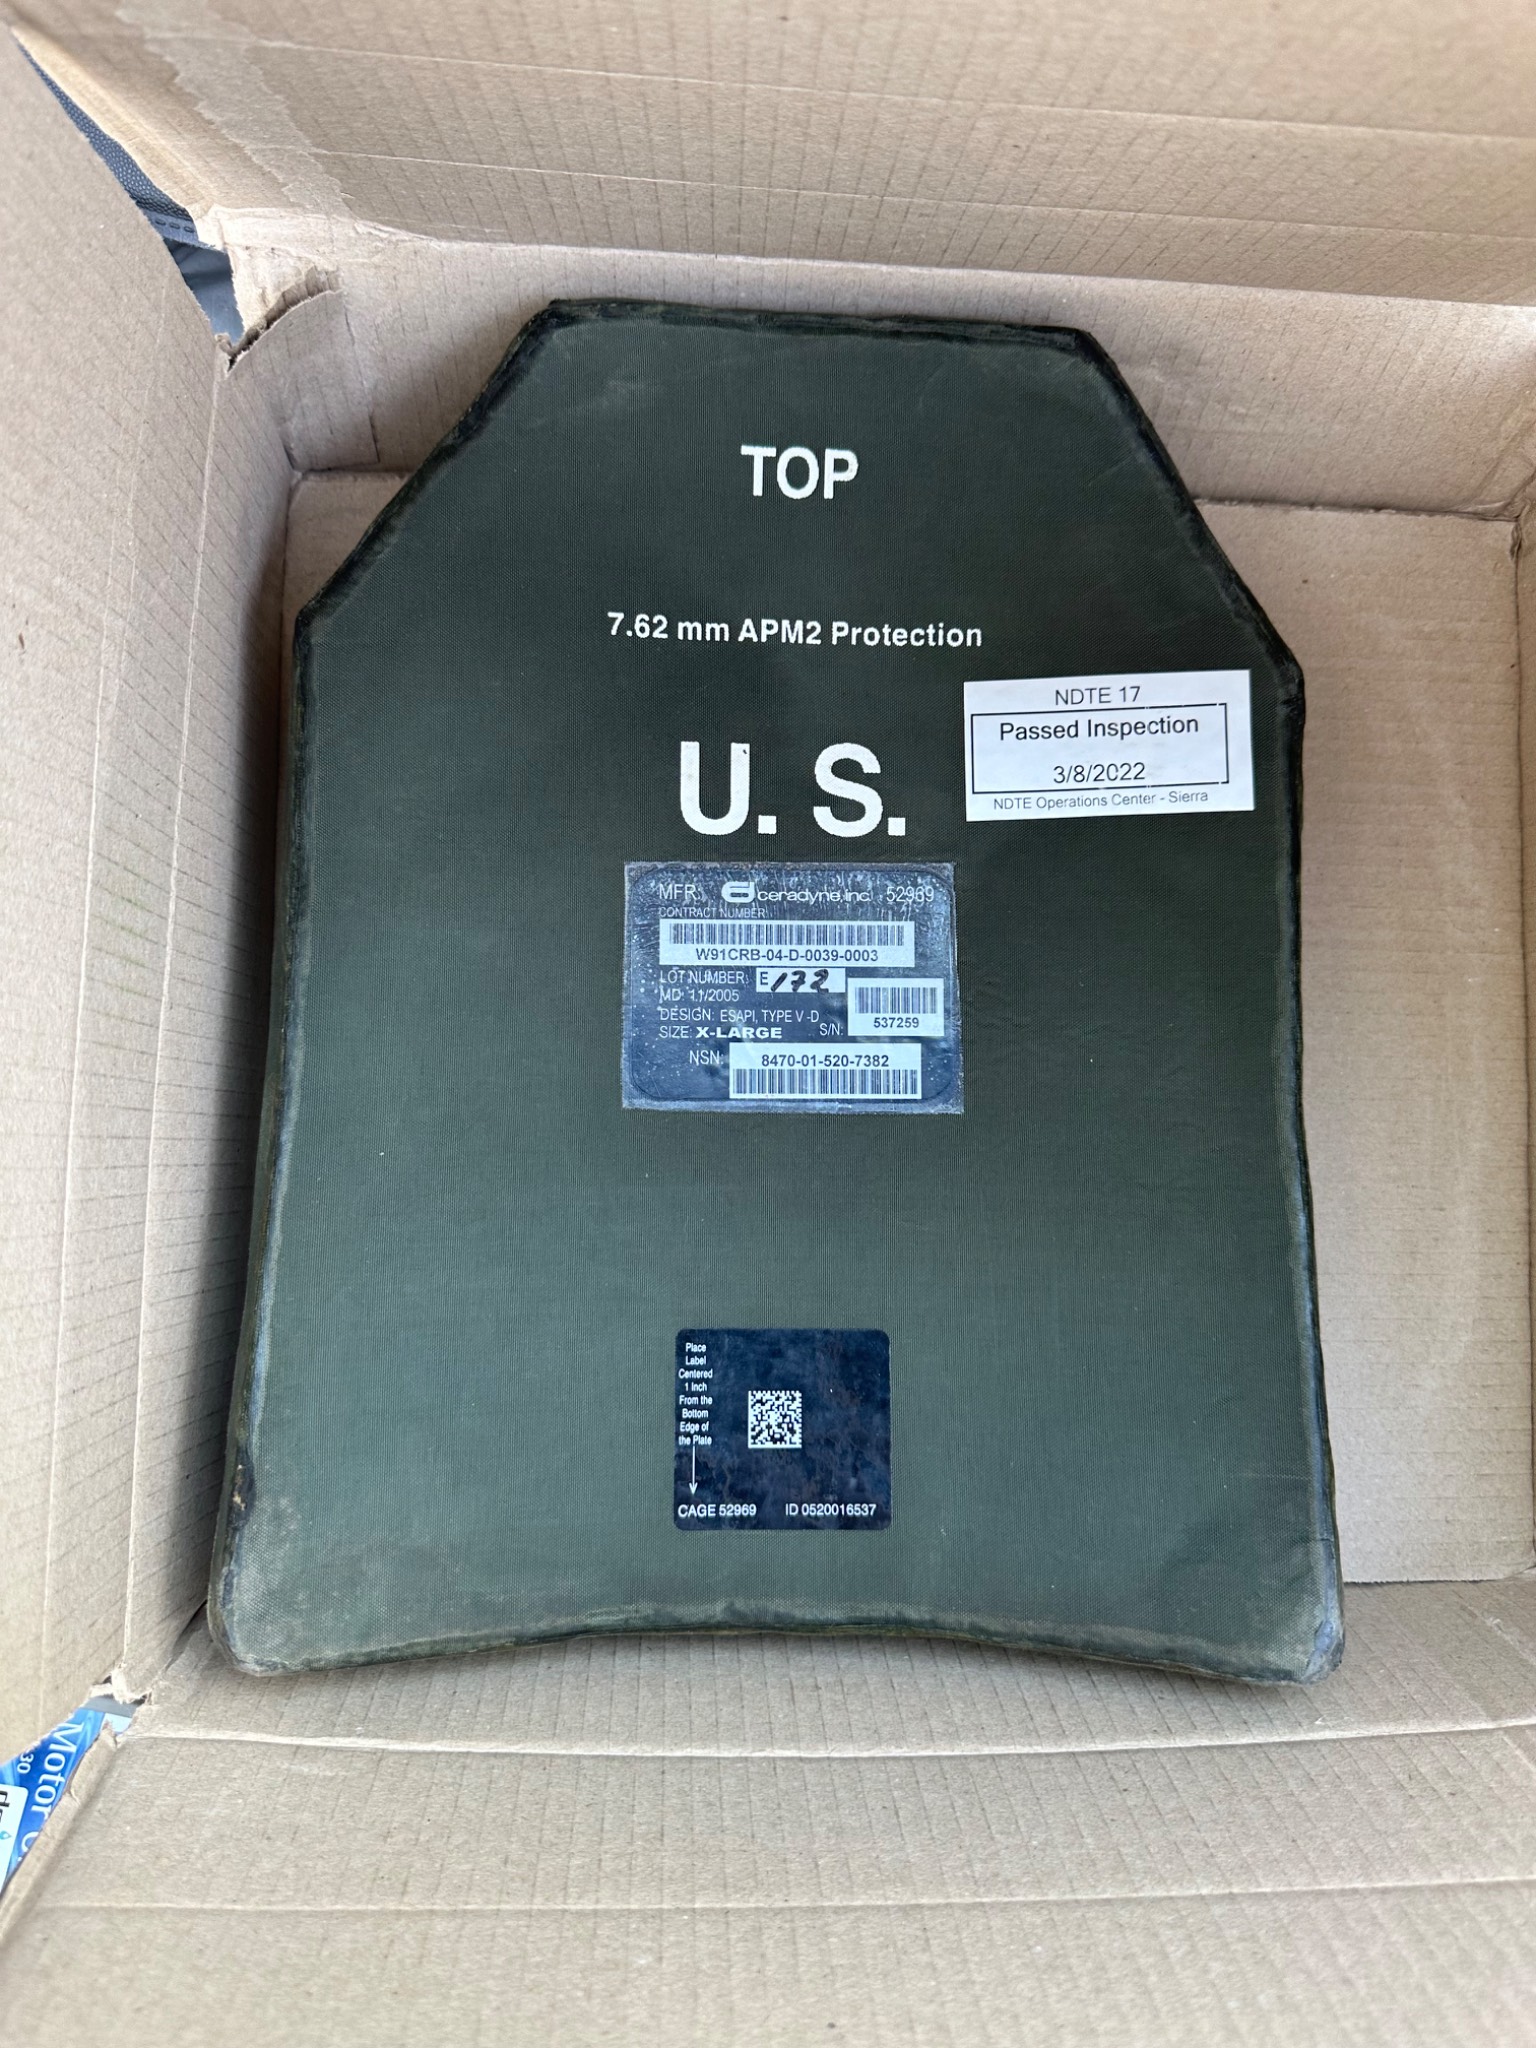 TOP
7.62 mm APM2 Protection
NDTE 17
Passed Inspection
3/8/2022
NDTE Operations Center - Sierra
U. S.
MFR: ceradyne, inc. 52969
CONTRACT NUMBER:
W91CRB-04-D-0039-0003
LOT NUMBER: E 172
MD: 11/2005
DESIGN: ESAPI, TYPE V -D
SIZE: X-LARGE S/N:
537259
NSN: 8470-01-520-7382
Place
Label
Centered
1 Inch
From the
Bottom
Edge of
the Plate
CAGE 52969 ID 0520016537
Motor
30